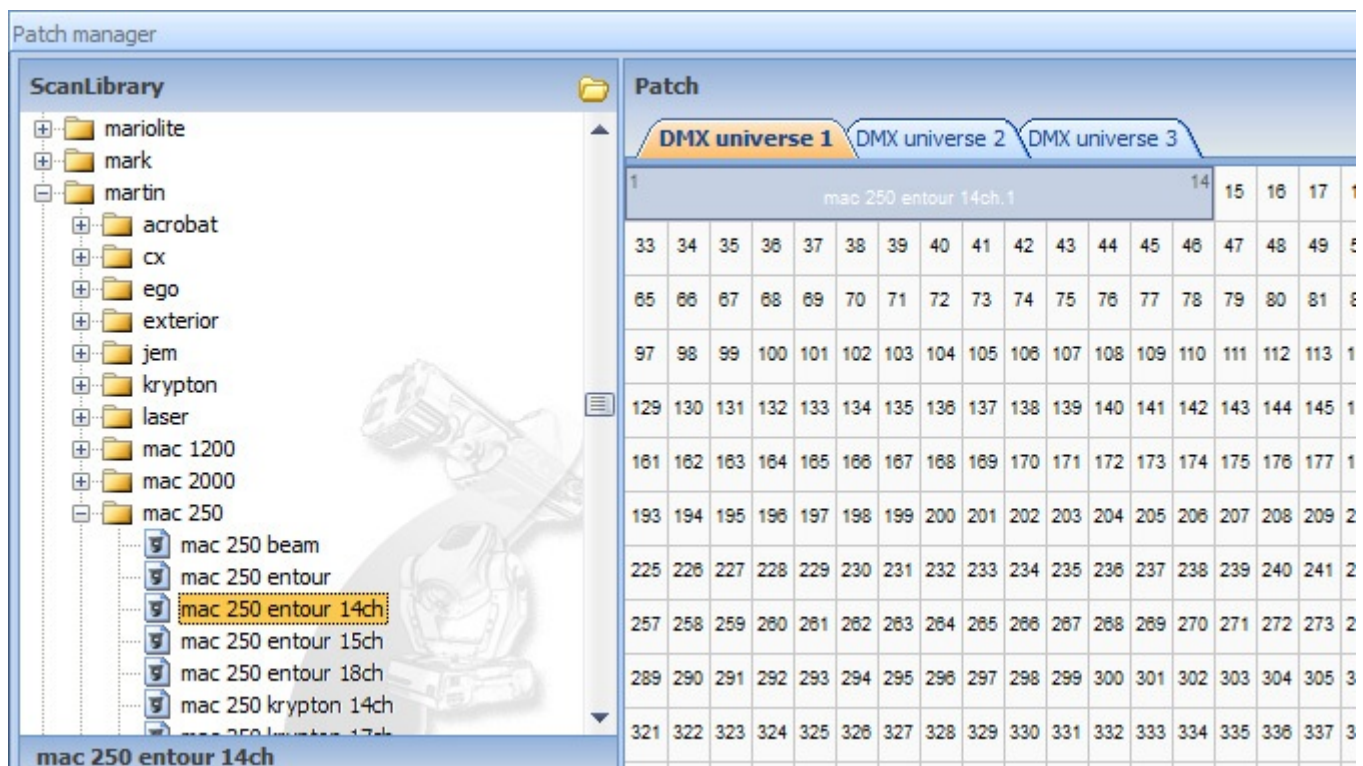 Patch manager
ScanLibrary
mariolite
mark
martin
acrobat
cx
ego
exterior
jem
krypton
laser
mac 1200
mac 2000
mac 250
mac 250 beam
mac 250 entour
mac 250 entour 14ch
mac 250 entour 15ch
mac 250 entour 18ch
mac 250 krypton 14ch
mac 250 krypton 17ch
mac 250 entour 14ch
Patch
DMX universe 1 DMX universe 2 DMX universe 3
1 mac 250 entour 14ch.1 14 15 16 17
33 34 35 36 37 38 39 40 41 42 43 44 45 46 47 48 49
65 66 67 68 69 70 71 72 73 74 75 76 77 78 79 80 81
97 98 99 100 101 102 103 104 105 106 107 108 109 110 111 112 113
129 130 131 132 133 134 135 136 137 138 139 140 141 142 143 144 145
161 162 163 164 165 166 167 168 169 170 171 172 173 174 175 176 177
193 194 195 196 197 198 199 200 201 202 203 204 205 206 207 208 209
225 226 227 228 229 230 231 232 233 234 235 236 237 238 239 240 241
257 258 259 260 261 262 263 264 265 266 267 268 269 270 271 272 273
289 290 291 292 293 294 295 296 297 298 299 300 301 302 303 304 305
321 322 323 324 325 326 327 328 329 330 331 332 333 334 335 336 337